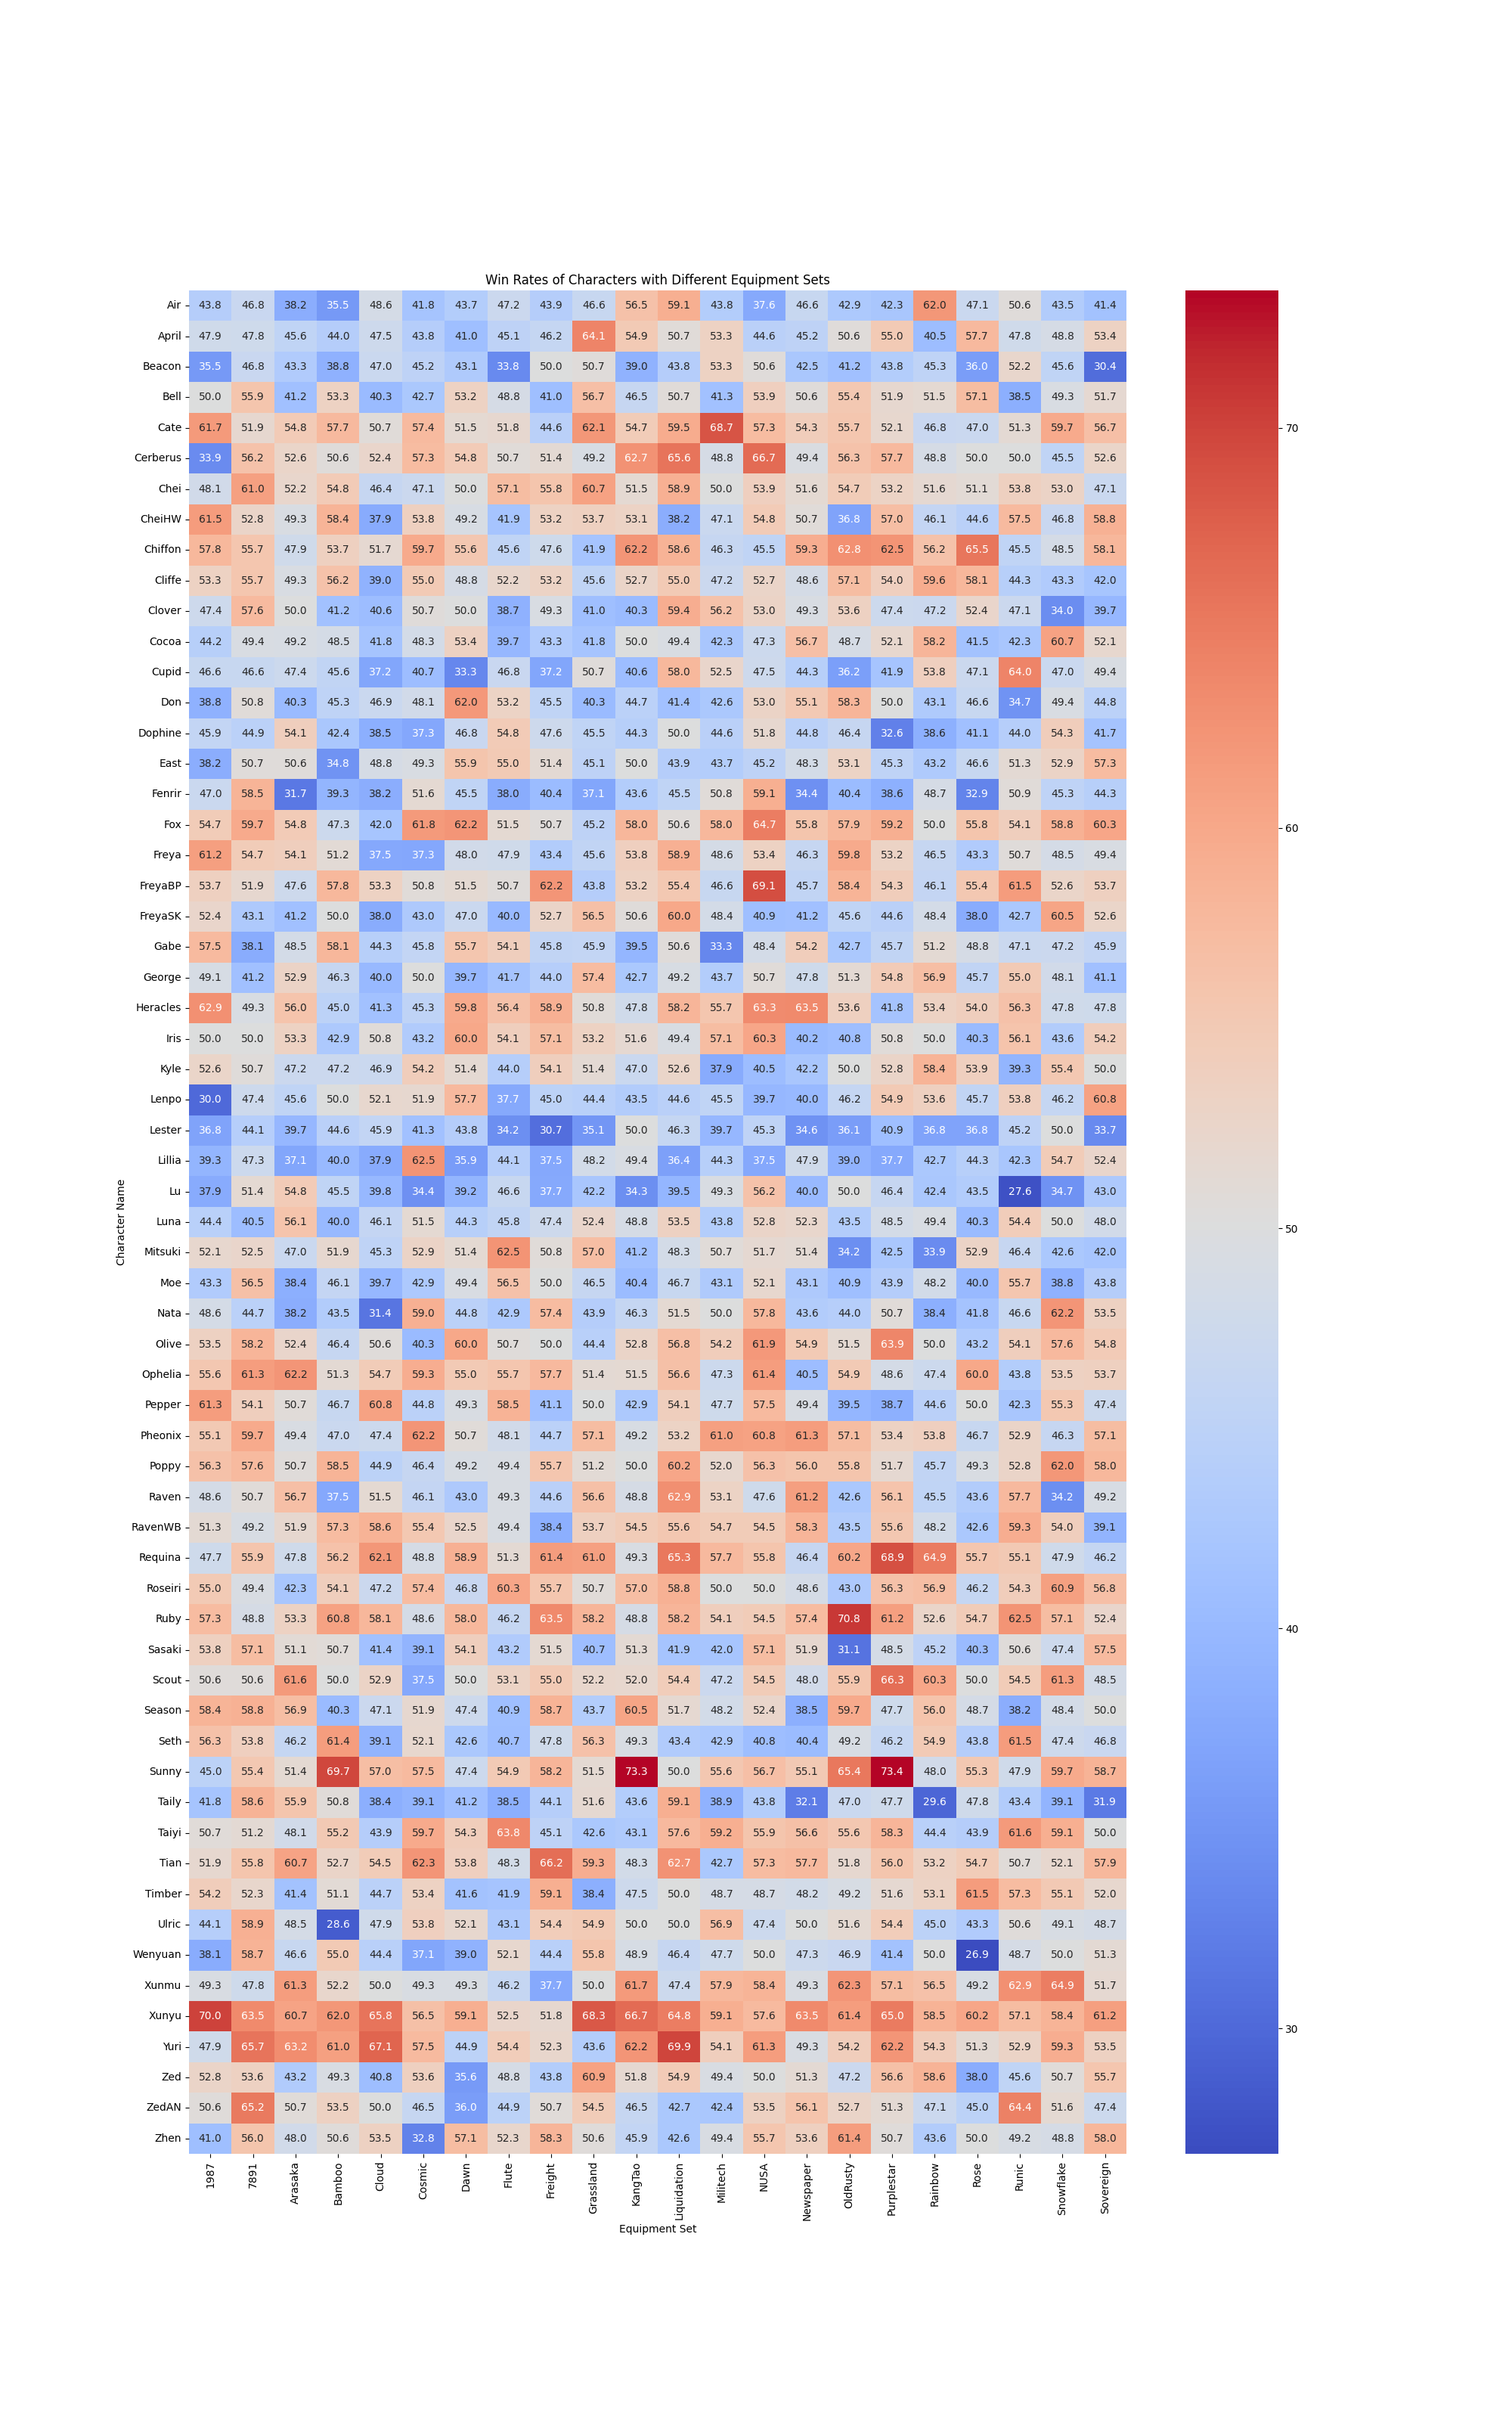 Win Rates of Characters with Different Equipment Sets
Air 43.8 46.8 38.2 35.5 48.6 41.8 43.7 47.2 43.9 46.6 56.5 59.1 43.8 37.6 46.6 42.9 42.3 62.0 47.1 50.6 43.5 41.4
April 47.9 47.8 45.6 44.0 47.5 43.8 41.0 45.1 46.2 64.1 54.9 50.7 53.3 44.6 45.2 50.6 55.0 40.5 57.7 47.8 48.8 53.4
Beacon 35.5 46.8 43.3 38.8 47.0 45.2 43.1 33.8 50.0 50.7 39.0 43.8 53.3 50.6 42.5 41.2 43.8 45.3 36.0 52.2 45.6 30.4
Bell 50.0 55.9 41.2 53.3 40.3 42.7 53.2 48.8 41.0 56.7 46.5 50.7 41.3 53.9 50.6 55.4 51.9 51.5 57.1 38.5 49.3 51.7
Cate 61.7 51.9 54.8 57.7 50.7 57.4 51.5 51.8 44.6 62.1 54.7 59.5 68.7 57.3 54.3 55.7 52.1 46.8 47.0 51.3 59.7 56.7
Cerberus 33.9 56.2 52.6 50.6 52.4 57.3 54.8 50.7 51.4 49.2 62.7 65.6 48.8 66.7 49.4 56.3 57.7 48.8 50.0 50.0 45.5 52.6
Chei 48.1 61.0 52.2 54.8 46.4 47.1 50.0 57.1 55.8 60.7 51.5 58.9 50.0 53.9 51.6 54.7 53.2 51.6 51.1 53.8 53.0 47.1
CheiHW 61.5 52.8 49.3 58.4 37.9 53.8 49.2 41.9 53.2 53.7 53.1 38.2 47.1 54.8 50.7 36.8 57.0 46.1 44.6 57.5 46.8 58.8
Chiffon 57.8 55.7 47.9 53.7 51.7 59.7 55.6 45.6 47.6 41.9 62.2 58.6 46.3 45.5 59.3 62.8 62.5 56.2 65.5 45.5 48.5 58.1
Cliffe 53.3 55.7 49.3 56.2 39.0 55.0 48.8 52.2 53.2 45.6 52.7 55.0 47.2 52.7 48.6 57.1 54.0 59.6 58.1 44.3 43.3 42.0
Clover 47.4 57.6 50.0 41.2 40.6 50.7 50.0 38.7 49.3 41.0 40.3 59.4 56.2 53.0 49.3 53.6 47.4 47.2 52.4 47.1 34.0 39.7
Cocoa 44.2 49.4 49.2 48.5 41.8 48.3 53.4 39.7 43.3 41.8 50.0 49.4 42.3 47.3 56.7 48.7 52.1 58.2 41.5 42.3 60.7 52.1
Cupid 46.6 46.6 47.4 45.6 37.2 40.7 33.3 46.8 37.2 50.7 40.6 58.0 52.5 47.5 44.3 36.2 41.9 53.8 47.1 64.0 47.0 49.4
Don 38.8 50.8 40.3 45.3 46.9 48.1 62.0 53.2 45.5 40.3 44.7 41.4 42.6 53.0 55.1 58.3 50.0 43.1 46.6 34.7 49.4 44.8
Dophine 45.9 44.9 54.1 42.4 38.5 37.3 46.8 54.8 47.6 45.5 44.3 50.0 44.6 51.8 44.8 46.4 32.6 38.6 41.1 44.0 54.3 41.7
East 38.2 50.7 50.6 34.8 48.8 49.3 55.9 55.0 51.4 45.1 50.0 43.9 43.7 45.2 48.3 53.1 45.3 43.2 46.6 51.3 52.9 57.3
Fenrir 47.0 58.5 31.7 39.3 38.2 51.6 45.5 38.0 40.4 37.1 43.6 45.5 50.8 59.1 34.4 40.4 38.6 48.7 32.9 50.9 45.3 44.3
Fox 54.7 59.7 54.8 47.3 42.0 61.8 62.2 51.5 50.7 45.2 58.0 50.6 58.0 64.7 55.8 57.9 59.2 50.0 55.8 54.1 58.8 60.3
Freya 61.2 54.7 54.1 51.2 37.5 37.3 48.0 47.9 43.4 45.6 53.8 58.9 48.6 53.4 46.3 59.8 53.2 46.5 43.3 50.7 48.5 49.4
FreyaBP 53.7 51.9 47.6 57.8 53.3 50.8 51.5 50.7 62.2 43.8 53.2 55.4 46.6 69.1 45.7 58.4 54.3 46.1 55.4 61.5 52.6 53.7
FreyaSK 52.4 43.1 41.2 50.0 38.0 43.0 47.0 40.0 52.7 56.5 50.6 60.0 48.4 40.9 41.2 45.6 44.6 48.4 38.0 42.7 60.5 52.6
Gabe 57.5 38.1 48.5 58.1 44.3 45.8 55.7 54.1 45.8 45.9 39.5 50.6 33.3 48.4 54.2 42.7 45.7 51.2 48.8 47.1 47.2 45.9
George 49.1 41.2 52.9 46.3 40.0 50.0 39.7 41.7 44.0 57.4 42.7 49.2 43.7 50.7 47.8 51.3 54.8 56.9 45.7 55.0 48.1 41.1
Heracles 62.9 49.3 56.0 45.0 41.3 45.3 59.8 56.4 58.9 50.8 47.8 58.2 55.7 63.3 63.5 53.6 41.8 53.4 54.0 56.3 47.8 47.8
Iris 50.0 50.0 53.3 42.9 50.8 43.2 60.0 54.1 57.1 53.2 51.6 49.4 57.1 60.3 40.2 40.8 50.8 50.0 40.3 56.1 43.6 54.2
Kyle 52.6 50.7 47.2 47.2 46.9 54.2 51.4 44.0 54.1 51.4 47.0 52.6 37.9 40.5 42.2 50.0 52.8 58.4 53.9 39.3 55.4 50.0
Lenpo 30.0 47.4 45.6 50.0 52.1 51.9 57.7 37.7 45.0 44.4 43.5 44.6 45.5 39.7 40.0 46.2 54.9 53.6 45.7 53.8 46.2 60.8
Lester 36.8 44.1 39.7 44.6 45.9 41.3 43.8 34.2 30.7 35.1 50.0 46.3 39.7 45.3 34.6 36.1 40.9 36.8 36.8 45.2 50.0 33.7
Lillia 39.3 47.3 37.1 40.0 37.9 62.5 35.9 44.1 37.5 48.2 49.4 36.4 44.3 37.5 47.9 39.0 37.7 42.7 44.3 42.3 54.7 52.4
Lu 37.9 51.4 54.8 45.5 39.8 34.4 39.2 46.6 37.7 42.2 34.3 39.5 49.3 56.2 40.0 50.0 46.4 42.4 43.5 27.6 34.7 43.0
Luna 44.4 40.5 56.1 40.0 46.1 51.5 44.3 45.8 47.4 52.4 48.8 53.5 43.8 52.8 52.3 43.5 48.5 49.4 40.3 54.4 50.0 48.0
Mitsuki 52.1 52.5 47.0 51.9 45.3 52.9 51.4 62.5 50.8 57.0 41.2 48.3 50.7 51.7 51.4 34.2 42.5 33.9 52.9 46.4 42.6 42.0
Moe 43.3 56.5 38.4 46.1 39.7 42.9 49.4 56.5 50.0 46.5 40.4 46.7 43.1 52.1 43.1 40.9 43.9 48.2 40.0 55.7 38.8 43.8
Nata 48.6 44.7 38.2 43.5 31.4 59.0 44.8 42.9 57.4 43.9 46.3 51.5 50.0 57.8 43.6 44.0 50.7 38.4 41.8 46.6 62.2 53.5
Olive 53.5 58.2 52.4 46.4 50.6 40.3 60.0 50.7 50.0 44.4 52.8 56.8 54.2 61.9 54.9 51.5 63.9 50.0 43.2 54.1 57.6 54.8
Ophelia 55.6 61.3 62.2 51.3 54.7 59.3 55.0 55.7 57.7 51.4 51.5 56.6 47.3 61.4 40.5 54.9 48.6 47.4 60.0 43.8 53.5 53.7
Pepper 61.3 54.1 50.7 46.7 60.8 44.8 49.3 58.5 41.1 50.0 42.9 54.1 47.7 57.5 49.4 39.5 38.7 44.6 50.0 42.3 55.3 47.4
Pheonix 55.1 59.7 49.4 47.0 47.4 62.2 50.7 48.1 44.7 57.1 49.2 53.2 61.0 60.8 61.3 57.1 53.4 53.8 46.7 52.9 46.3 57.1
Poppy 56.3 57.6 50.7 58.5 44.9 46.4 49.2 49.4 55.7 51.2 50.0 60.2 52.0 56.3 56.0 55.8 51.7 45.7 49.3 52.8 62.0 58.0
Raven 48.6 50.7 56.7 37.5 51.5 46.1 43.0 49.3 44.6 56.6 48.8 62.9 53.1 47.6 61.2 42.6 56.1 45.5 43.6 57.7 34.2 49.2
RavenWB 51.3 49.2 51.9 57.3 58.6 55.4 52.5 49.4 38.4 53.7 54.5 55.6 54.7 54.5 58.3 43.5 55.6 48.2 42.6 59.3 54.0 39.1
Requina 47.7 55.9 47.8 56.2 62.1 48.8 58.9 51.3 61.4 61.0 49.3 65.3 57.7 55.8 46.4 60.2 68.9 64.9 55.7 55.1 47.9 46.2
Roseiri 55.0 49.4 42.3 54.1 47.2 57.4 46.8 60.3 55.7 50.7 57.0 58.8 50.0 50.0 48.6 43.0 56.3 56.9 46.2 54.3 60.9 56.8
Ruby 57.3 48.8 53.3 60.8 58.1 48.6 58.0 46.2 63.5 58.2 48.8 58.2 54.1 54.5 57.4 70.8 61.2 52.6 54.7 62.5 57.1 52.4
Sasaki 53.8 57.1 51.1 50.7 41.4 39.1 54.1 43.2 51.5 40.7 51.3 41.9 42.0 57.1 51.9 31.1 48.5 45.2 40.3 50.6 47.4 57.5
Scout 50.6 50.6 61.6 50.0 52.9 37.5 50.0 53.1 55.0 52.2 52.0 54.4 47.2 54.5 48.0 55.9 66.3 60.3 50.0 54.5 61.3 48.5
Season 58.4 58.8 56.9 40.3 47.1 51.9 47.4 40.9 58.7 43.7 60.5 51.7 48.2 52.4 38.5 59.7 47.7 56.0 48.7 38.2 48.4 50.0
Seth 56.3 53.8 46.2 61.4 39.1 52.1 42.6 40.7 47.8 56.3 49.3 43.4 42.9 40.8 40.4 49.2 46.2 54.9 43.8 61.5 47.4 46.8
Sunny 45.0 55.4 51.4 69.7 57.0 57.5 47.4 54.9 58.2 51.5 73.3 50.0 55.6 56.7 55.1 65.4 73.4 48.0 55.3 47.9 59.7 58.7
Taily 41.8 58.6 55.9 50.8 38.4 39.1 41.2 38.5 44.1 51.6 43.6 59.1 38.9 43.8 32.1 47.0 47.7 29.6 47.8 43.4 39.1 31.9
Taiyi 50.7 51.2 48.1 55.2 43.9 59.7 54.3 63.8 45.1 42.6 43.1 57.6 59.2 55.9 56.6 55.6 58.3 44.4 43.9 61.6 59.1 50.0
Tian 51.9 55.8 60.7 52.7 54.5 62.3 53.8 48.3 66.2 59.3 48.3 62.7 42.7 57.3 57.7 51.8 56.0 53.2 54.7 50.7 52.1 57.9
Timber 54.2 52.3 41.4 51.1 44.7 53.4 41.6 41.9 59.1 38.4 47.5 50.0 48.7 48.7 48.2 49.2 51.6 53.1 61.5 57.3 55.1 52.0
Ulric 44.1 58.9 48.5 28.6 47.9 53.8 52.1 43.1 54.4 54.9 50.0 50.0 56.9 47.4 50.0 51.6 54.4 45.0 43.3 50.6 49.1 48.7
Wenyuan 38.1 58.7 46.6 55.0 44.4 37.1 39.0 52.1 44.4 55.8 48.9 46.4 47.7 50.0 47.3 46.9 41.4 50.0 26.9 48.7 50.0 51.3
Xunmu 49.3 47.8 61.3 52.2 50.0 49.3 49.3 46.2 37.7 50.0 61.7 47.4 57.9 58.4 49.3 62.3 57.1 56.5 49.2 62.9 64.9 51.7
Xunyu 70.0 63.5 60.7 62.0 65.8 56.5 59.1 52.5 51.8 68.3 66.7 64.8 59.1 57.6 63.5 61.4 65.0 58.5 60.2 57.1 58.4 61.2
Yuri 47.9 65.7 63.2 61.0 67.1 57.5 44.9 54.4 52.3 43.6 62.2 69.9 54.1 61.3 49.3 54.2 62.2 54.3 51.3 52.9 59.3 53.5
Zed 52.8 53.6 43.2 49.3 40.8 53.6 35.6 48.8 43.8 60.9 51.8 54.9 49.4 50.0 51.3 47.2 56.6 58.6 38.0 45.6 50.7 55.7
ZedAN 50.6 65.2 50.7 53.5 50.0 46.5 36.0 44.9 50.7 54.5 46.5 42.7 42.4 53.5 56.1 52.7 51.3 47.1 45.0 64.4 51.6 47.4
Zhen 41.0 56.0 48.0 50.6 53.5 32.8 57.1 52.3 58.3 50.6 45.9 42.6 49.4 55.7 53.6 61.4 50.7 43.6 50.0 49.2 48.8 58.0
1987 7891 Arasaka Bamboo Cloud Cosmic Dawn Flute Freight Grassland KangTao Liquidation Militech NUSA Newspaper OldRusty Purplestar Rainbow Rose Runic Snowflake Sovereign
Equipment Set
Character Name
70
60
50
40
30